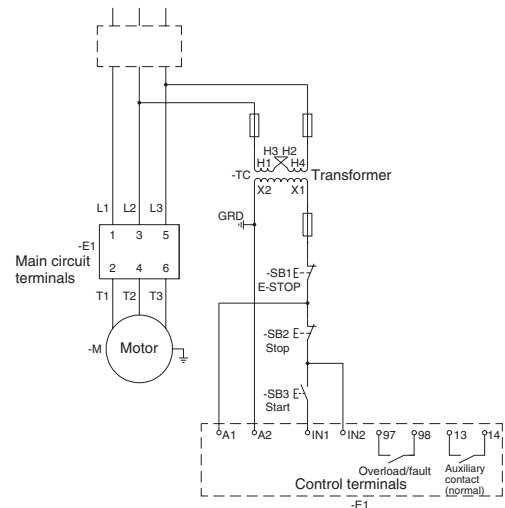 H3 H2
H1 H4
-TC
Transformer
X2 X1
L1 L2 L3
GRD
1 3 5
-E1
Main circuit
terminals
2 4 6
-SB1
E-STOP
T1 T2 T3
-SB2
Stop
-M
Motor
-SB3
Start
A1 A2 IN1 IN2 97 98 13 14
Overload/fault
Auxiliary
contact
(normal)
Control terminals
-E1